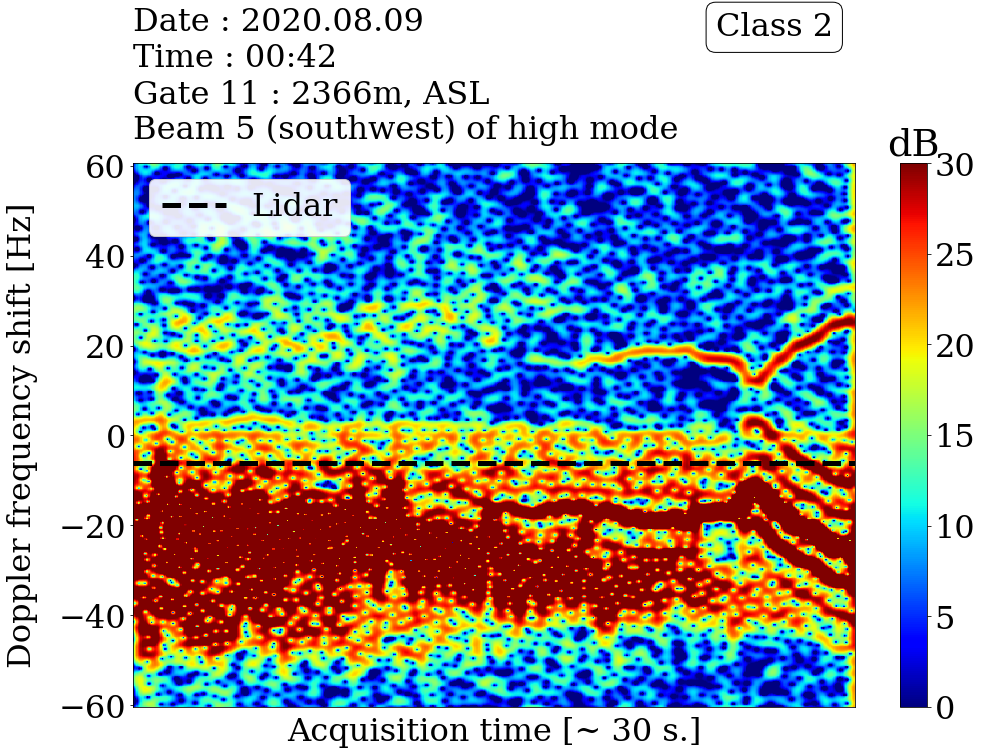 Date : 2020.08.09
Time : 00:42
Gate 11 : 2366m, ASL
Beam 5 (southwest) of high mode
Class 2
dB
Lidar
Doppler frequency shift [Hz]
60
40
20
0
−20
−40
−60
30
25
20
15
10
5
0
Acquisition time [~ 30 s.]